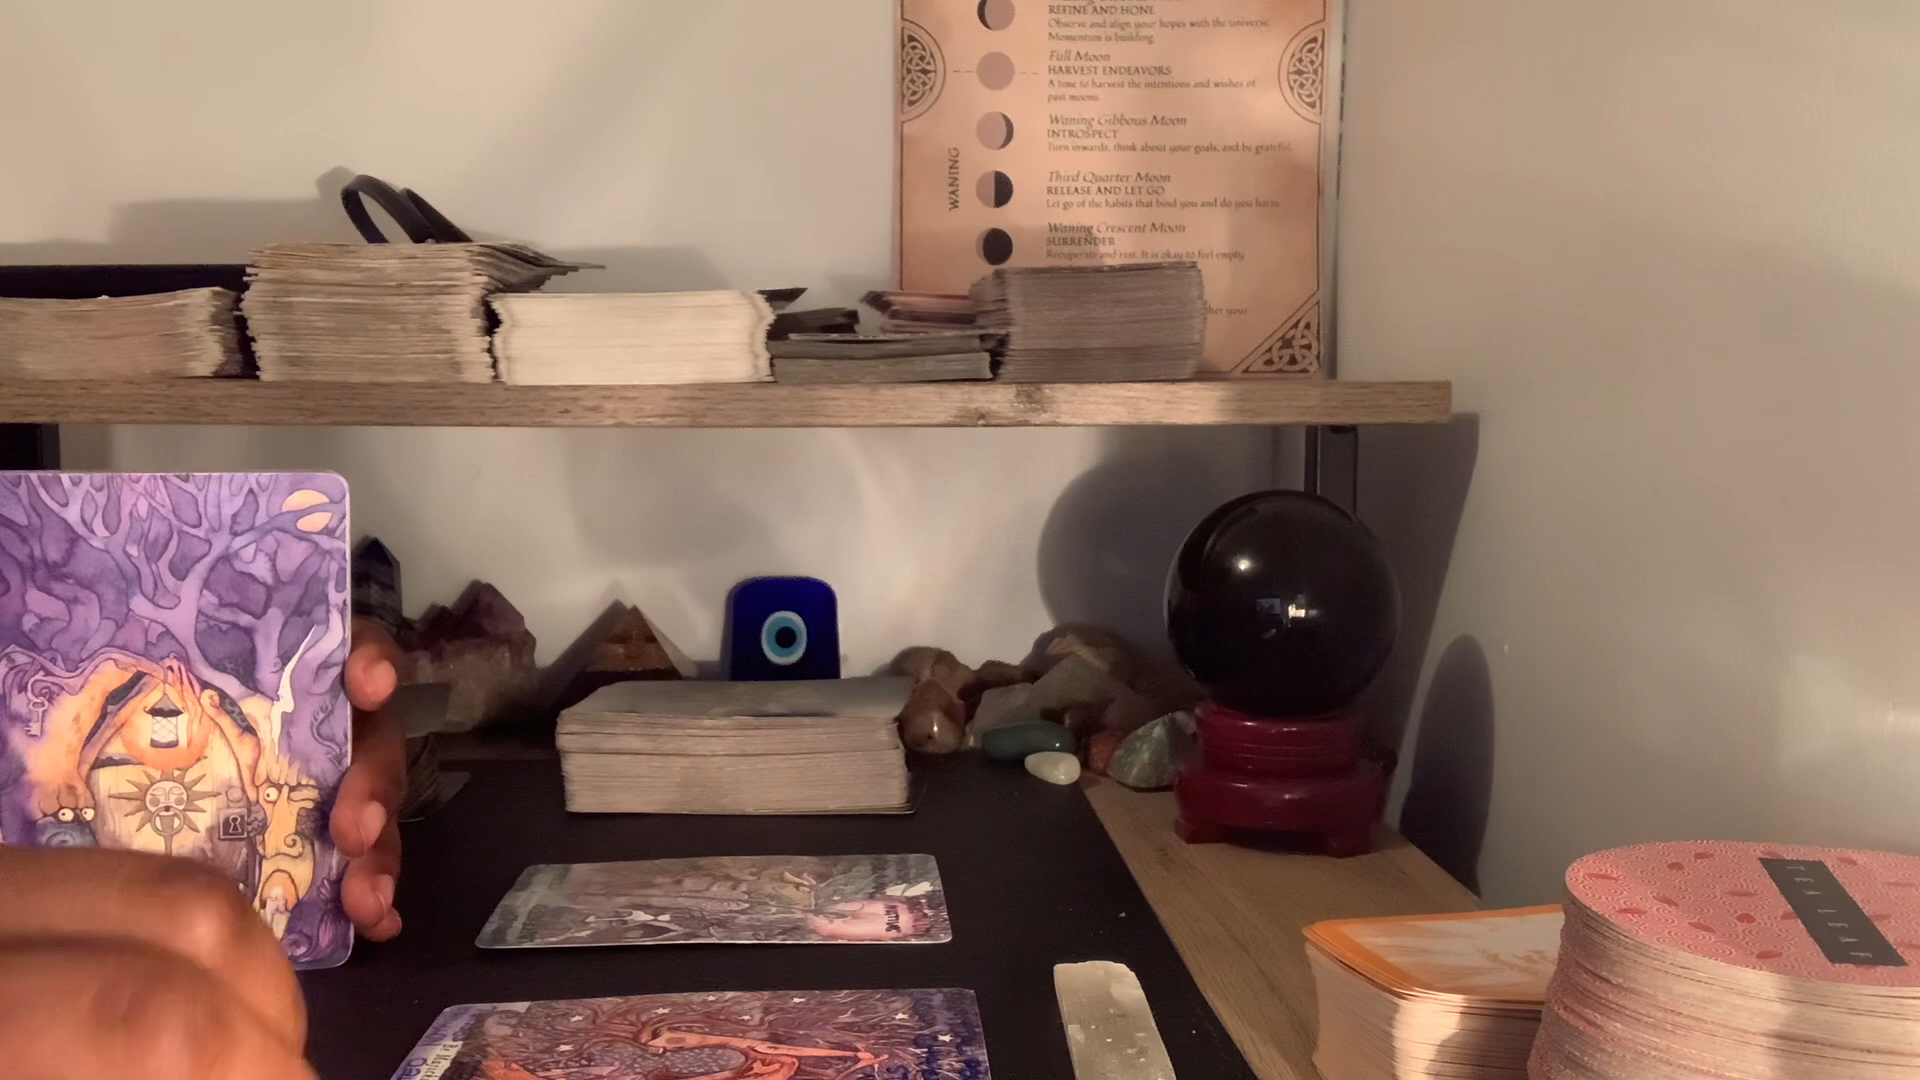 REFINE AND HONE
Observe and align your hopes with the universe.
Momentum is building.
Full Moon
HARVEST ENDEAVORS
A time to harvest the intentions and wishes of
past moons.
Waning Gibbous Moon
INTROSPECT
Turn inwards, think about your goals, and be grateful.
WANING
Third Quarter Moon
RELEASE AND LET GO
Let go of the habits that bind you and do you harm.
Waning Crescent Moon
SURRENDER
Recuperate and rest. It is okay to feel empty.
your
TEA LEAF